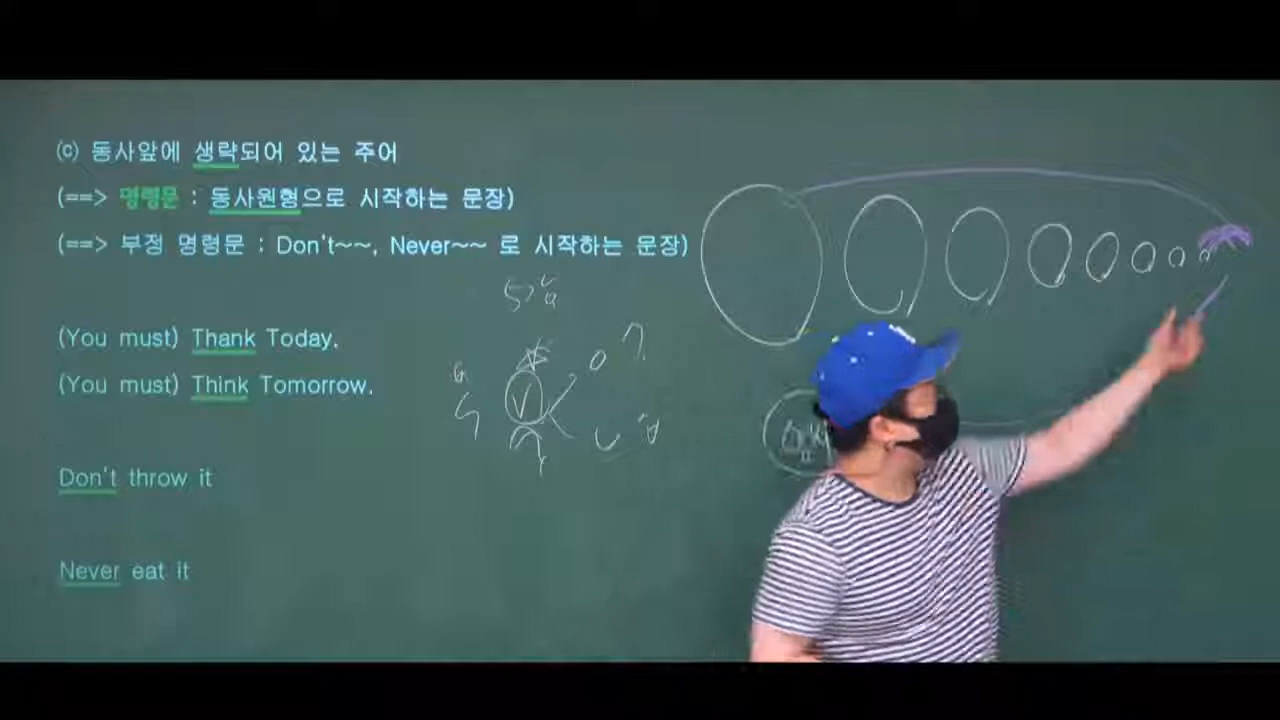 (c) 동사앞에 생략되어 있는 주어
(==> 명령문 : 동사원형으로 시작하는 문장)
(==> 부정 명령문 : Don't~~, Never~~ 로 시작하는 문장)
(You must) Thank Today.
(You must) Think Tomorrow.
Don't throw it
Never eat it
V